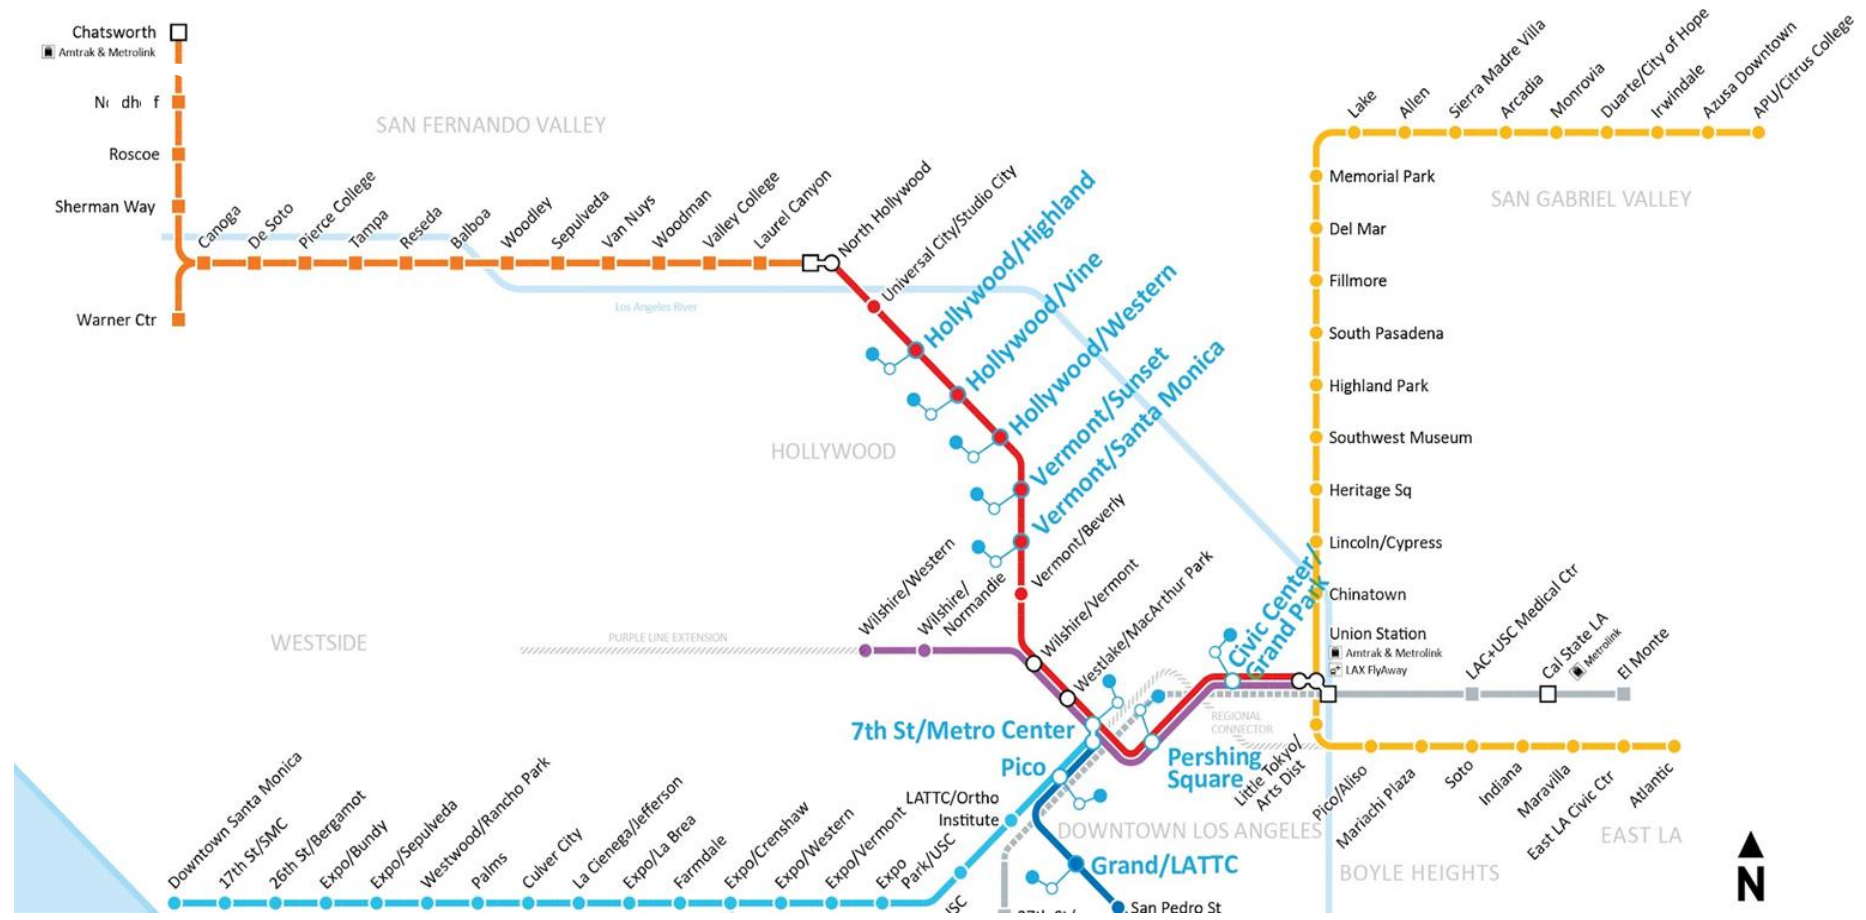 Chatsworth
Amtrak & Metrolink
Roscoe
Sherman Way
Warner Ctr
SAN FERNANDO VALLEY
Canoga
De Soto
Pierce College
Tampa
Reseda
Balboa
Woodley
Sepulveda
Van Nuys
Woodman
Valley College
Laurel Canyon
North Hollywood
Los Angeles River
Universal City/Studio City
Hollywood/Highland
Hollywood/Vine
Hollywood/Western
Vermont/Sunset
Vermont/Santa Monica
Vermont/Beverly
HOLLYWOOD
WESTSIDE
PURPLE LINE EXTENSION
Wilshire/Western
Wilshire/
Normandie
Wilshire/Vermont
Westlake/MacArthur Park
7th St/Metro Center
Pico
Pershing
Square
Civic Center/
Grand Park
REGIONAL
CONNECTOR
Lake
Allen
Sierra Madre Villa
Arcadia
Monrovia
Duarte/City of Hope
Irwindale
Azusa Downtown
APU/Citrus College
SAN GABRIEL VALLEY
Memorial Park
Del Mar
Fillmore
South Pasadena
Highland Park
Southwest Museum
Heritage Sq
Lincoln/Cypress
Chinatown
Union Station
Amtrak & Metrolink
LAX FlyAway
LAC+USC Medical Ctr
Cal State LA
Metrolink
El Monte
Little Tokyo/
Arts Dist
Pico/Aliso
Mariachi Plaza
Soto
Indiana
Maravilla
East LA Civic Ctr
Atlantic
EAST LA
BOYLE HEIGHTS
DOWNTOWN LOS ANGELES
LATTC/Ortho
Institute
Grand/LATTC
San Pedro St
Downtown Santa Monica
17th St/SMC
26th St/Bergamot
Expo/Bundy
Expo/Sepulveda
Westwood/Rancho Park
Palms
Culver City
La Cienega/Jefferson
Expo/La Brea
Farmdale
Expo/Crenshaw
Expo/Western
Expo/Vermont
Expo
Park/USC
N